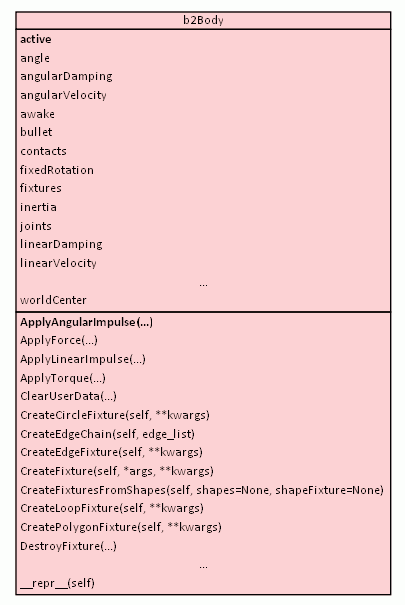 b2Body
active
angle
angularDamping
angularVelocity
awake
bullet
contacts
fixedRotation
fixtures
inertia
joints
linearDamping
linearVelocity
...
worldCenter
ApplyAngularImpulse(...)
ApplyForce(...)
ApplyLinearImpulse(...)
ApplyTorque(...)
ClearUserData(...)
CreateCircleFixture(self, **kwargs)
CreateEdgeChain(self, edge_list)
CreateEdgeFixture(self, **kwargs)
CreateFixture(self, *args, **kwargs)
CreateFixturesFromShapes(self, shapes=None, shapeFixture=None)
CreateLoopFixture(self, **kwargs)
CreatePolygonFixture(self, **kwargs)
DestroyFixture(...)
...
__repr__(self)